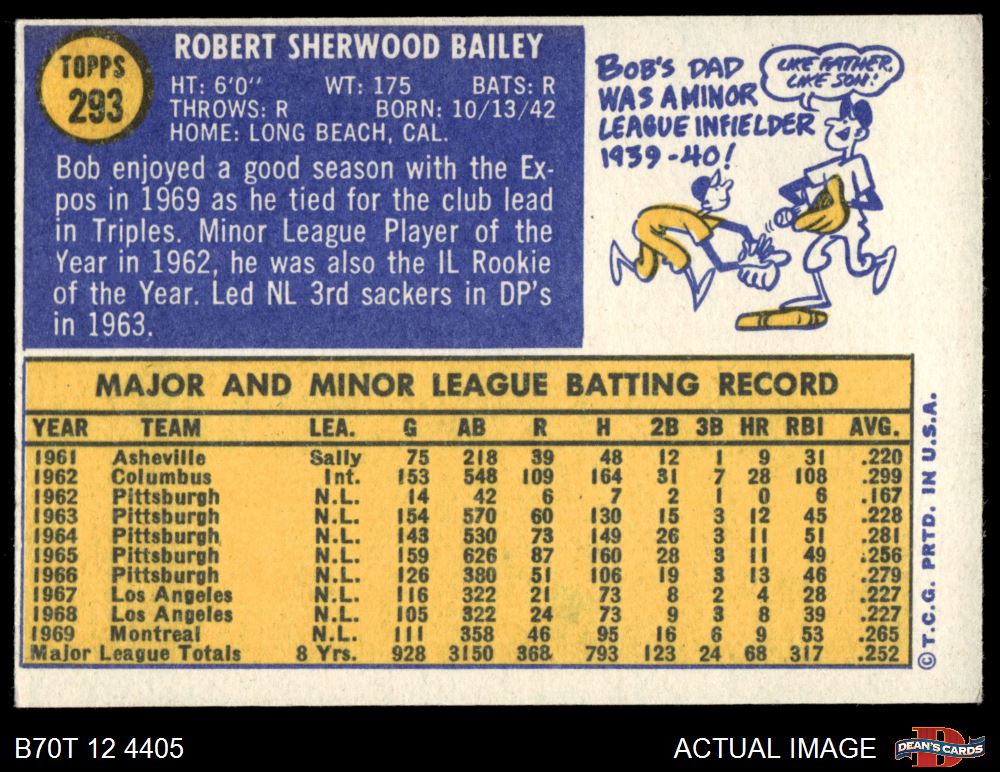 TOPPS
293
ROBERT SHERWOOD BAILEY
HT: 6'0" WT: 175 BATS: R
THROWS: R BORN: 10/13/42
HOME: LONG BEACH, CAL.
Bob enjoyed a good season with the Ex-
pos in 1969 as he tied for the club lead
in Triples. Minor League Player of the
Year in 1962, he was also the IL Rookie
of the Year. Led NL 3rd sackers in DP's
in 1963.
BOB'S DAD
WAS A MINOR
LEAGUE INFIELDER
1939-40!
LIKE FATHER,
LIKE SON!
MAJOR AND MINOR LEAGUE BATTING RECORD
YEAR TEAM LEA. G AB R H 2B 3B HR RBI AVG.
1961 Asheville Sally 75 218 39 48 12 1 9 31 .220
1962 Columbus Int. 153 548 109 164 31 7 28 108 .299
1962 Pittsburgh N.L. 14 42 6 7 2 1 0 6 .167
1963 Pittsburgh N.L. 154 570 60 130 15 3 12 45 .228
1964 Pittsburgh N.L. 143 530 73 149 26 3 11 51 .281
1965 Pittsburgh N.L. 159 626 87 160 28 3 11 49 .256
1966 Pittsburgh N.L. 126 380 51 106 19 3 13 46 .279
1967 Los Angeles N.L. 116 322 21 73 8 2 4 28 .227
1968 Los Angeles N.L. 105 322 24 73 9 3 8 39 .227
1969 Montreal N.L. 111 358 46 95 16 6 9 53 .265
Major League Totals 8 Yrs. 928 3150 368 793 123 24 68 317 .252
© T.C.G. PRTD. IN U.S.A.
B70T 12 4405
ACTUAL IMAGE
D
DEAN'S CARDS